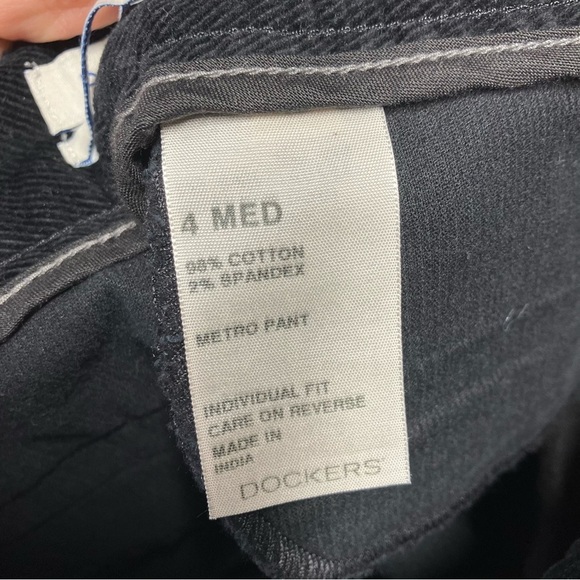 4 MED
98% COTTON
2% SPANDEX
METRO PANT
INDIVIDUAL FIT
CARE ON REVERSE
MADE IN
INDIA
DOCKERS®